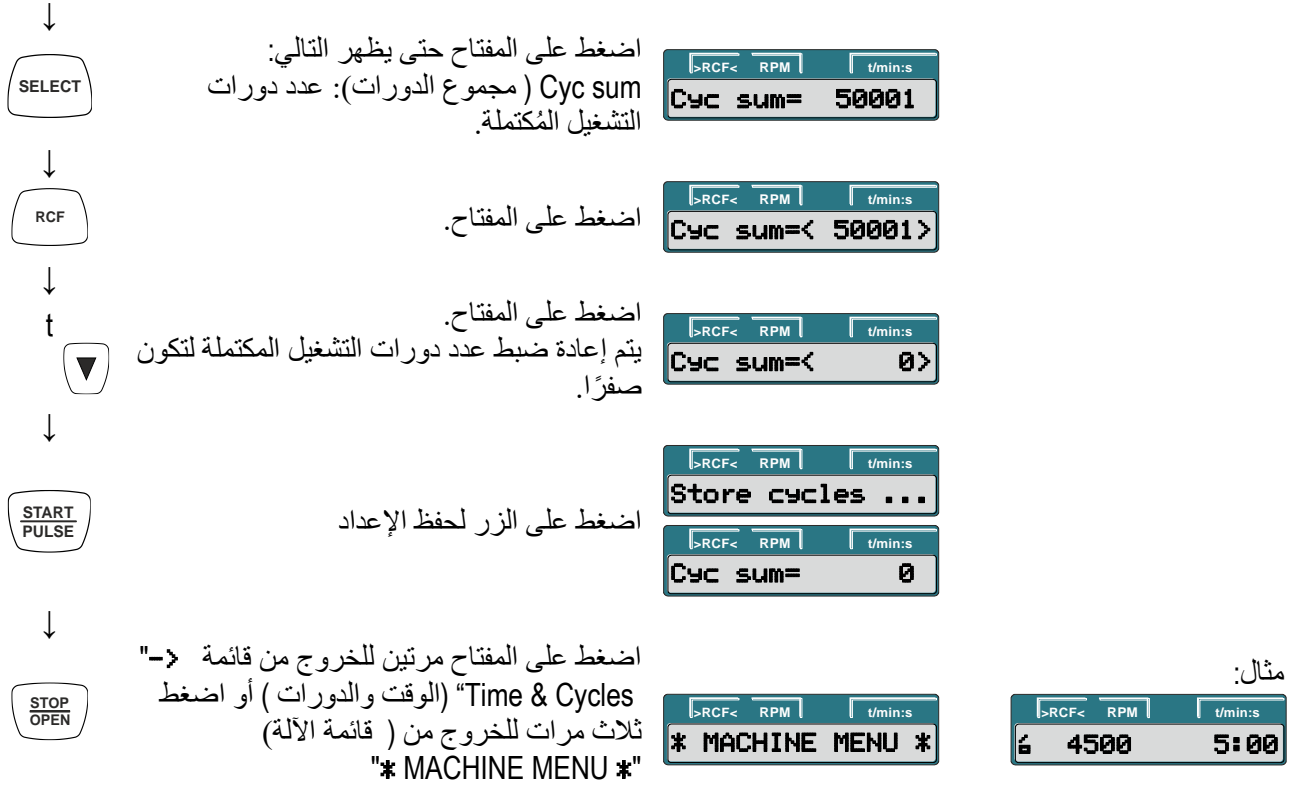 ↓
SELECT
اضغط على المفتاح حتى يظهر التالي:
Cyc sum ( مجموع الدورات): عدد دورات
التشغيل المُكتملة.
>RCF< RPM t/min:s
Cyc sum= 50001
↓
RCF
اضغط على المفتاح.
>RCF< RPM t/min:s
Cyc sum=< 50001>
↓
t
▼
اضغط على المفتاح.
يتم إعادة ضبط عدد دورات التشغيل المكتملة لتكون
صفرًا.
>RCF< RPM t/min:s
Cyc sum=< 0>
↓
START
PULSE
اضغط على الزر لحفظ الإعداد
>RCF< RPM t/min:s
Store cycles ...
>RCF< RPM t/min:s
Cyc sum= 0
↓
STOP
OPEN
اضغط على المفتاح مرتين للخروج من قائمة "->
Time & Cycles“ (الوقت والدورات ) أو اضغط
ثلاث مرات للخروج من ( قائمة الآلة)
"* MACHINE MENU *"
>RCF< RPM t/min:s
* MACHINE MENU *
مثال:
>RCF< RPM t/min:s
4500 5:00